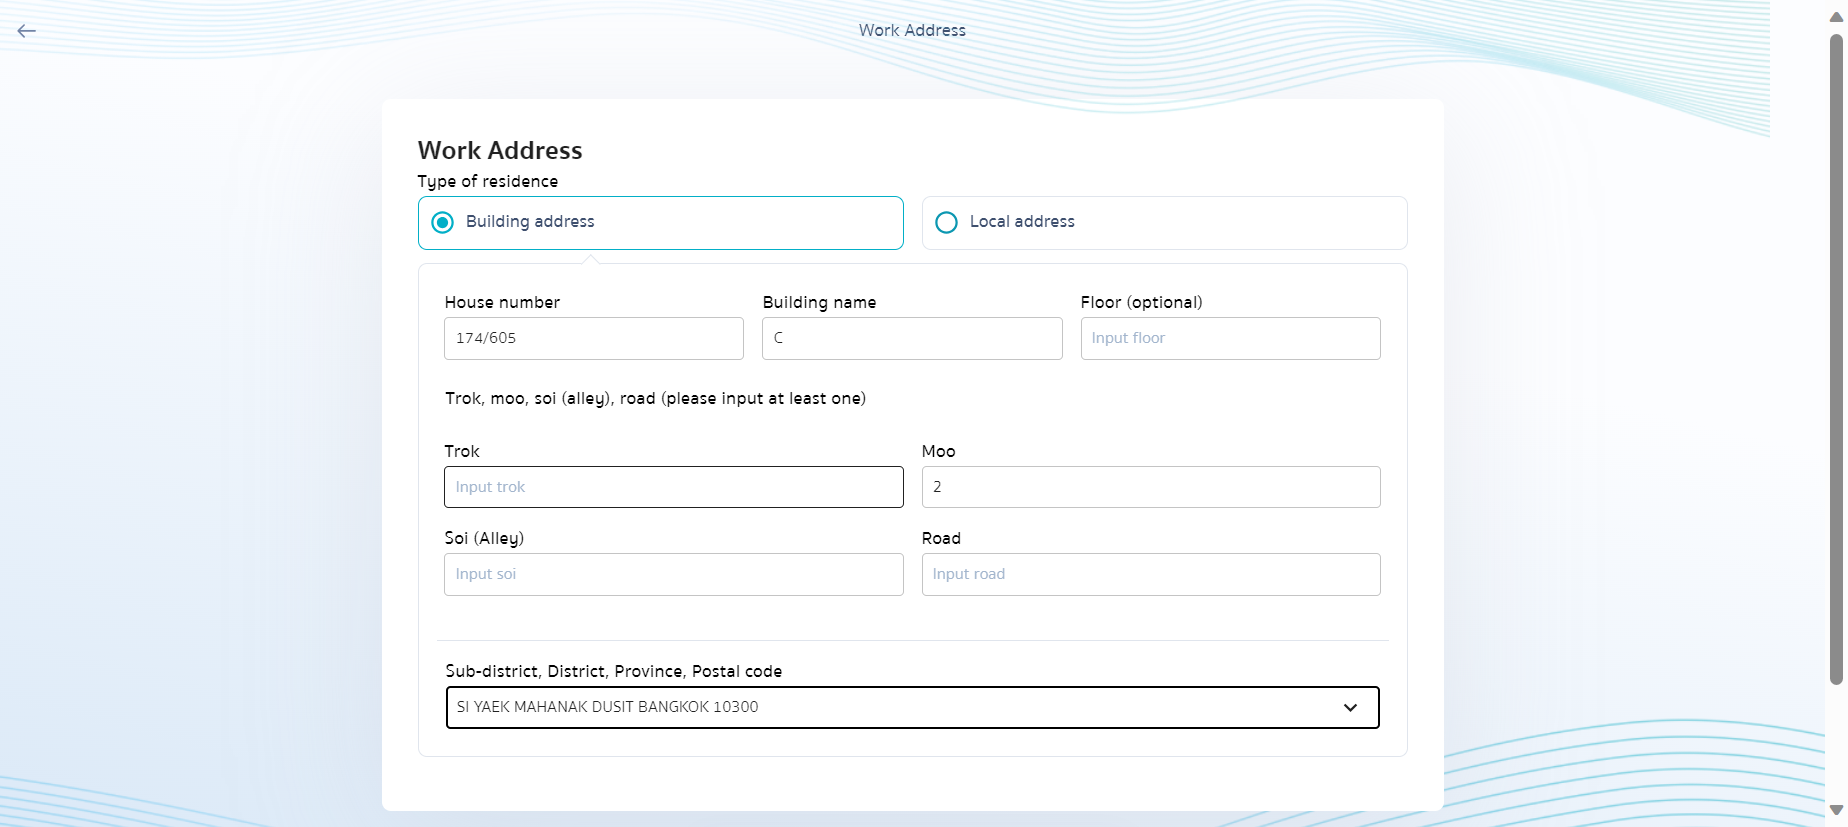 Work Address
Work Address
Type of residence
Building address
Local address
House number
Building name
Floor (optional)
174/605
C
Input floor
Trok, moo, soi (alley), road (please input at least one)
Trok
Moo
Input trok
2
Soi (Alley)
Road
Input soi
Input road
Sub-district, District, Province, Postal code
SI YAEK MAHANAK DUSIT BANGKOK 10300